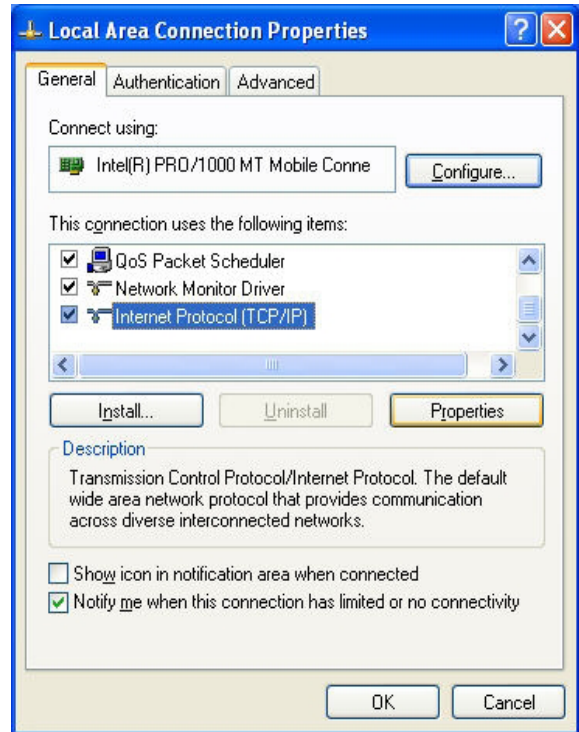 Local Area Connection Properties
General Authentication Advanced
Connect using:
Intel(R) PRO/1000 MT Mobile Conne
Configure...
This connection uses the following items:
QoS Packet Scheduler
Network Monitor Driver
Internet Protocol (TCP/IP)
Install... Uninstall Properties
Description
Transmission Control Protocol/Internet Protocol. The default
wide area network protocol that provides communication
across diverse interconnected networks.
Show icon in notification area when connected
Notify me when this connection has limited or no connectivity
OK Cancel